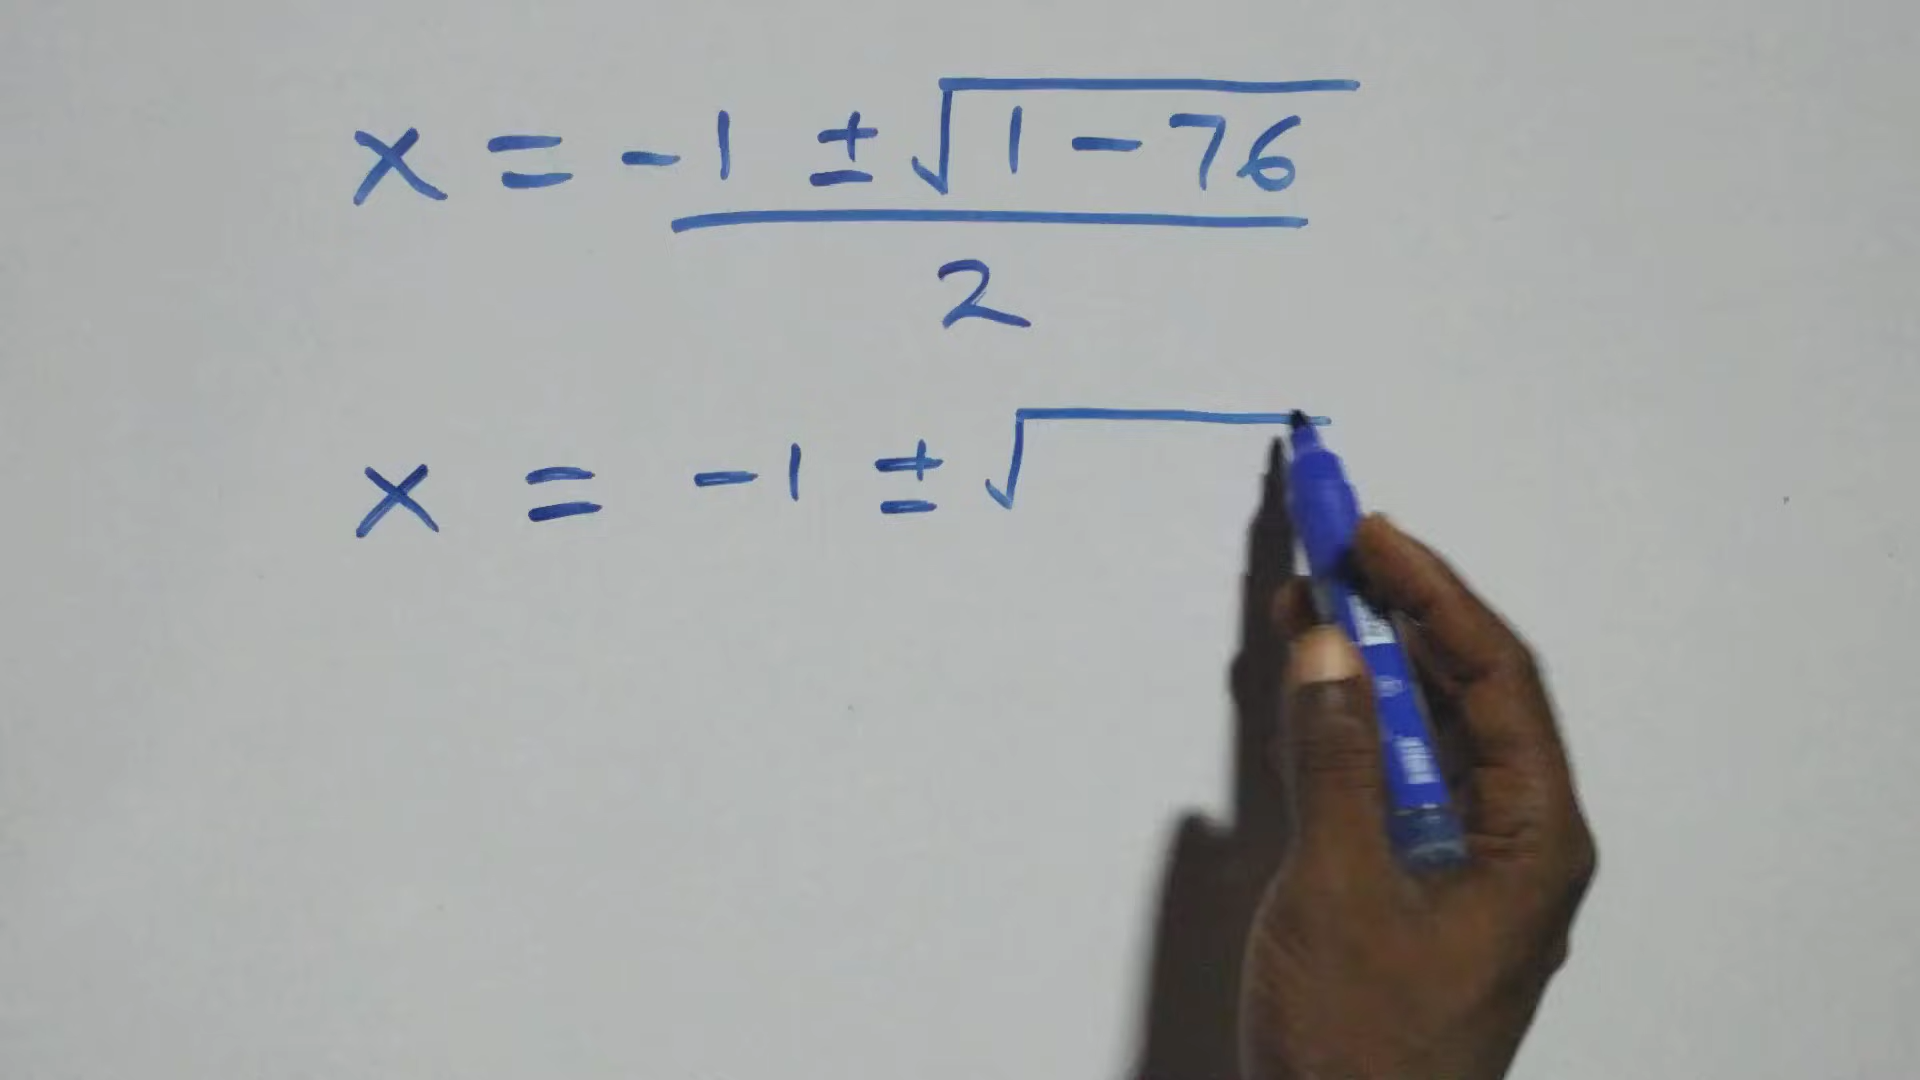 x = -1 ± √1 - 76
2
x = -1 ± √